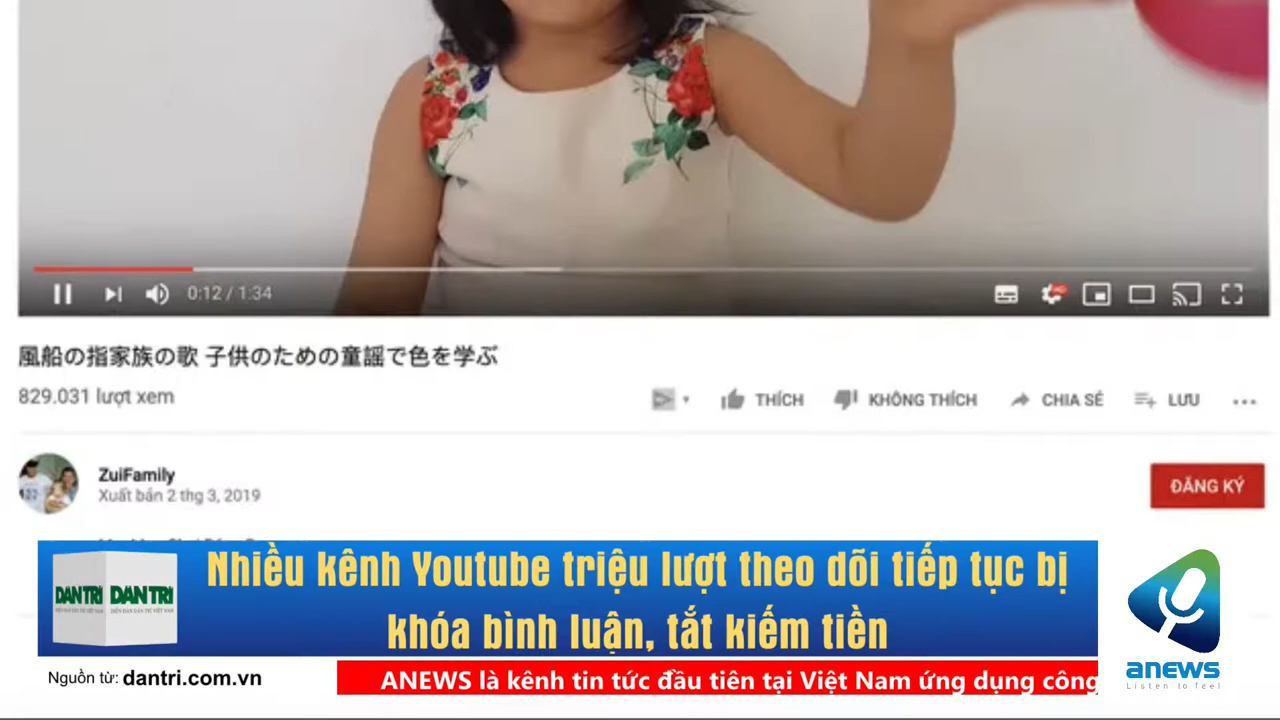 0:12 / 1:34
風船の指家族の歌 子供のための童謡で色を学ぶ
829.031 lượt xem
THÍCH
KHÔNG THÍCH
CHIA SẺ
LƯU
ZuiFamily
Xuất bản 2 thg 3, 2019
ĐĂNG KÝ
DÂN TRÍ DÂN TRÍ
Nhiều kênh Youtube triệu lượt theo dõi tiếp tục bị
khóa bình luận, tắt kiếm tiền
anews
Listen to feel
Nguồn từ: dantri.com.vn
ANEWS là kênh tin tức đầu tiên tại Việt Nam ứng dụng công